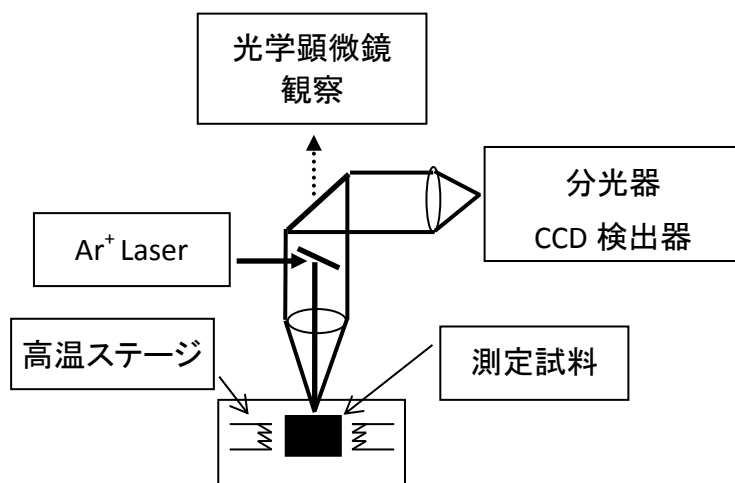 光学顕微鏡
観察
分光器
CCD 検出器
Ar⁺ Laser
高温ステージ
測定試料